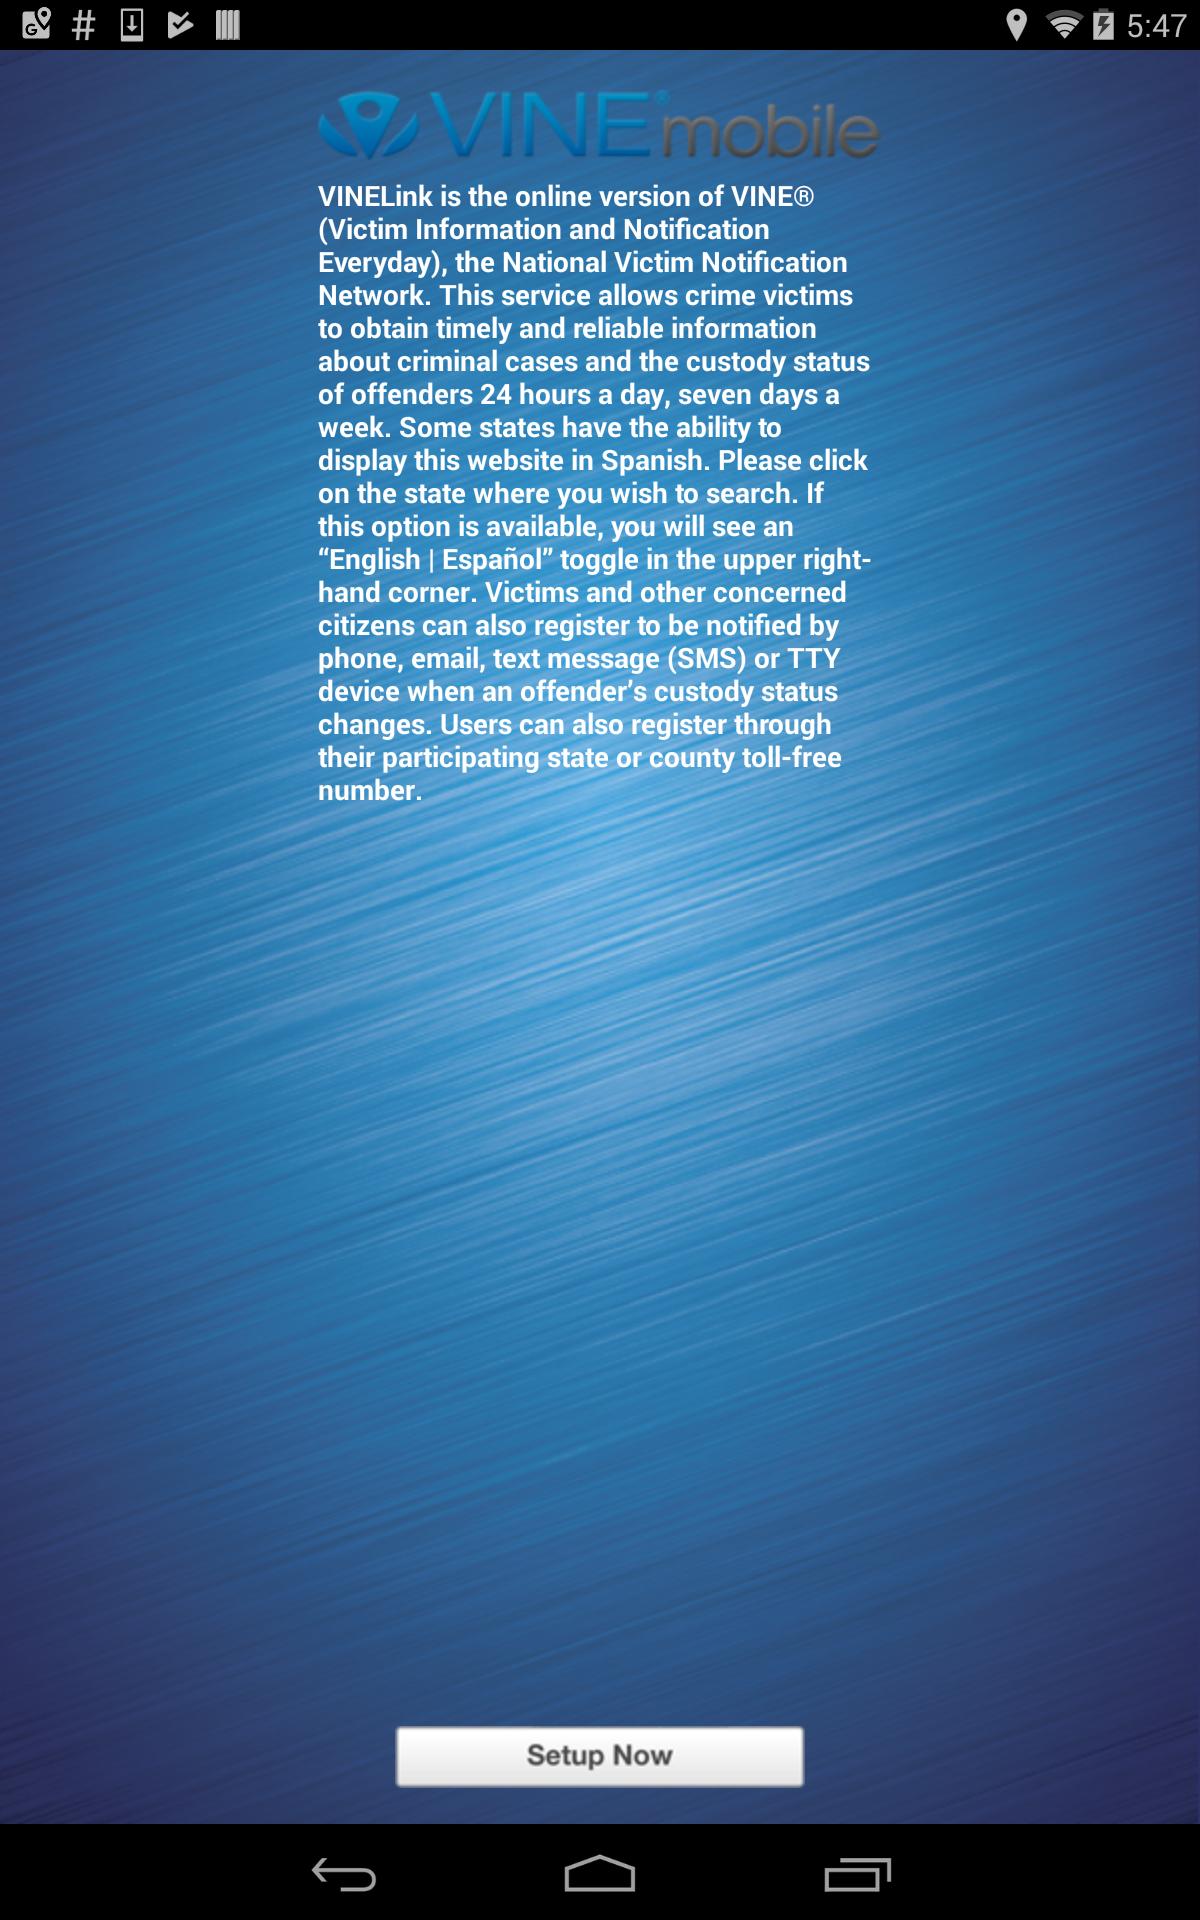 5:47
VINE® mobile
VINELink is the online version of VINE®
(Victim Information and Notification
Everyday), the National Victim Notification
Network. This service allows crime victims
to obtain timely and reliable information
about criminal cases and the custody status
of offenders 24 hours a day, seven days a
week. Some states have the ability to
display this website in Spanish. Please click
on the state where you wish to search. If
this option is available, you will see an
“English | Español” toggle in the upper right-
hand corner. Victims and other concerned
citizens can also register to be notified by
phone, email, text message (SMS) or TTY
device when an offender’s custody status
changes. Users can also register through
their participating state or county toll-free
number.
Setup Now